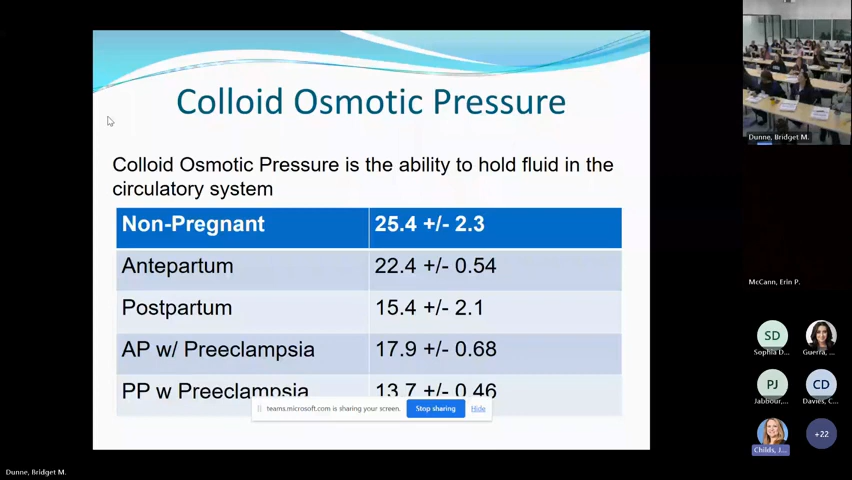 Colloid Osmotic Pressure
Colloid Osmotic Pressure is the ability to hold fluid in the
circulatory system
Non-Pregnant 25.4 +/- 2.3
Antepartum 22.4 +/- 0.54
Postpartum 15.4 +/- 2.1
AP w/ Preeclampsia 17.9 +/- 0.68
PP w Preeclampsia 13.7 +/- 0.46
teams.microsoft.com is sharing your screen. Stop sharing Hide
Dunne, Bridget M.
McCann, Erin P.
SD
Sophia D... Guerra, ...
PJ CD
Jabbour,... Davies, C...
+22
Childs, J...
Dunne, Bridget M.